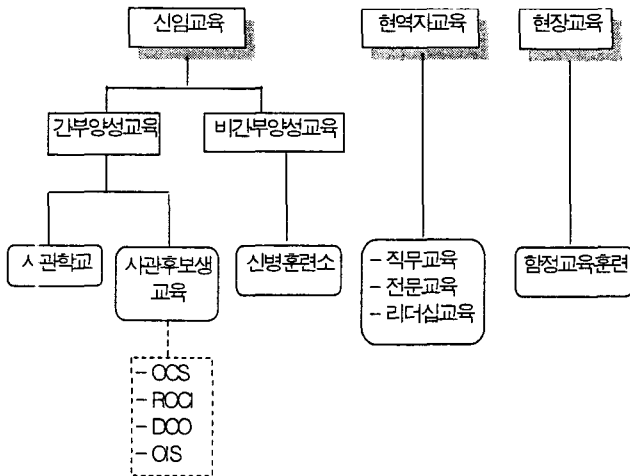 신임교육
현역자교육
현장교육
간부양성교육
비간부양성교육
사관학교
사관후보생
교육
신병훈련소
- 직무교육
- 전문교육
- 리더십교육
함정교육훈련
- OCS
- ROCI
- DCO
- OIS